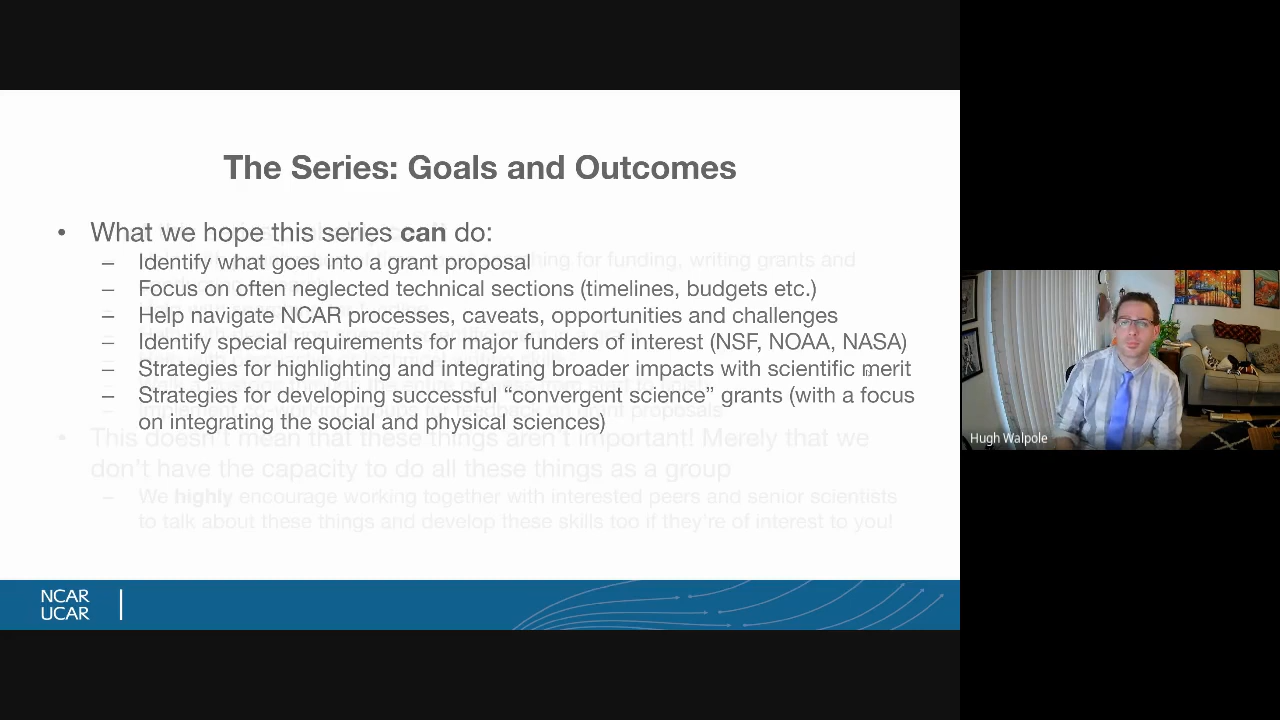 The Series: Goals and Outcomes
• What we hope this series can do:
– Identify what goes into a grant proposal
– Focus on often neglected technical sections (timelines, budgets etc.)
– Help navigate NCAR processes, caveats, opportunities and challenges
– Identify special requirements for major funders of interest (NSF, NOAA, NASA)
– Strategies for highlighting and integrating broader impacts with scientific merit
– Strategies for developing successful “convergent science” grants (with a focus
on integrating the social and physical sciences)
• This doesn’t mean that these things aren’t important! Merely that we
don’t have the capacity to do all these things as a group
– We highly encourage working together with interested peers and senior scientists
to talk about these things and develop these skills too if they’re of interest to you!
NCAR
UCAR
Hugh Walpole